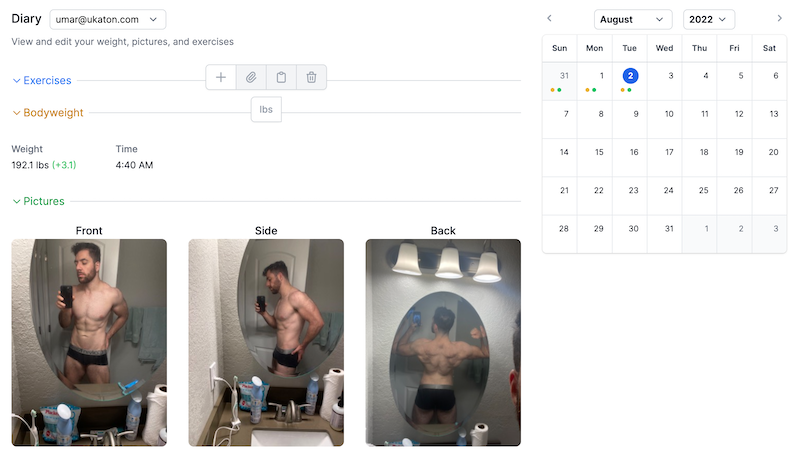 Diary umar@ukaton.com
View and edit your weight, pictures, and exercises
Exercises
Bodyweight
lbs
Weight Time
192.1 lbs (+3.1) 4:40 AM
Pictures
Front Side Back
August 2022
Sun Mon Tue Wed Thu Fri Sat
31 1 2 3 4 5 6
7 8 9 10 11 12 13
14 15 16 17 18 19 20
21 22 23 24 25 26 27
28 29 30 31 1 2 3